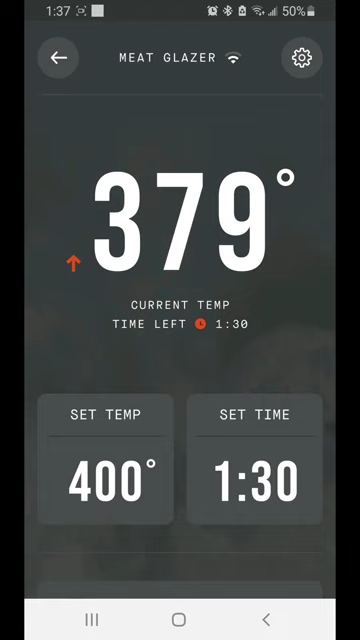 1:37 50%
MEAT GLAZER
379°
CURRENT TEMP
TIME LEFT 1:30
SET TEMP SET TIME
400° 1:30